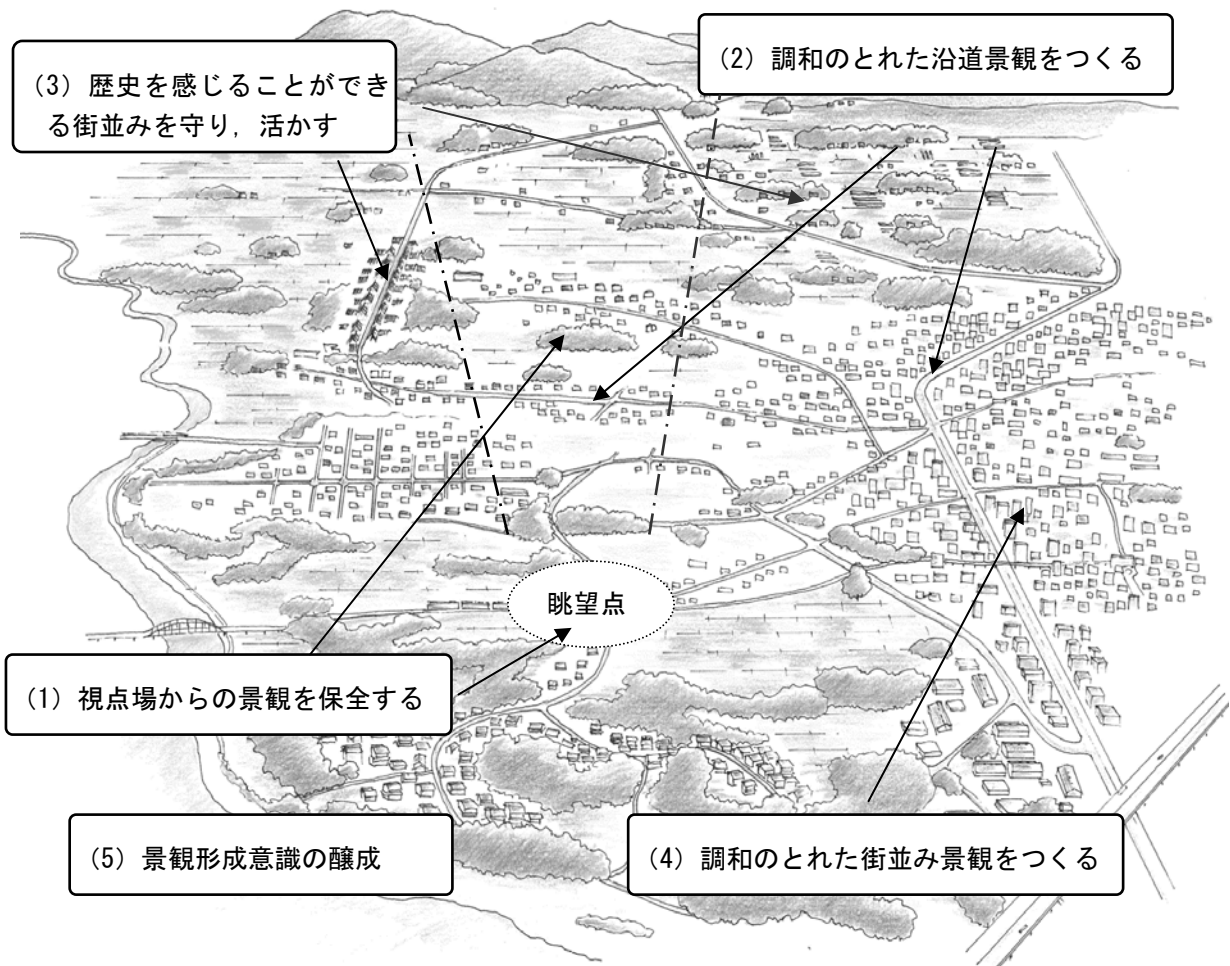 (3) 歴史を感じることができ
る街並みを守り，活かす
(2) 調和のとれた沿道景観をつくる
眺望点
(1) 視点場からの景観を保全する
(5) 景観形成意識の醸成
(4) 調和のとれた街並み景観をつくる